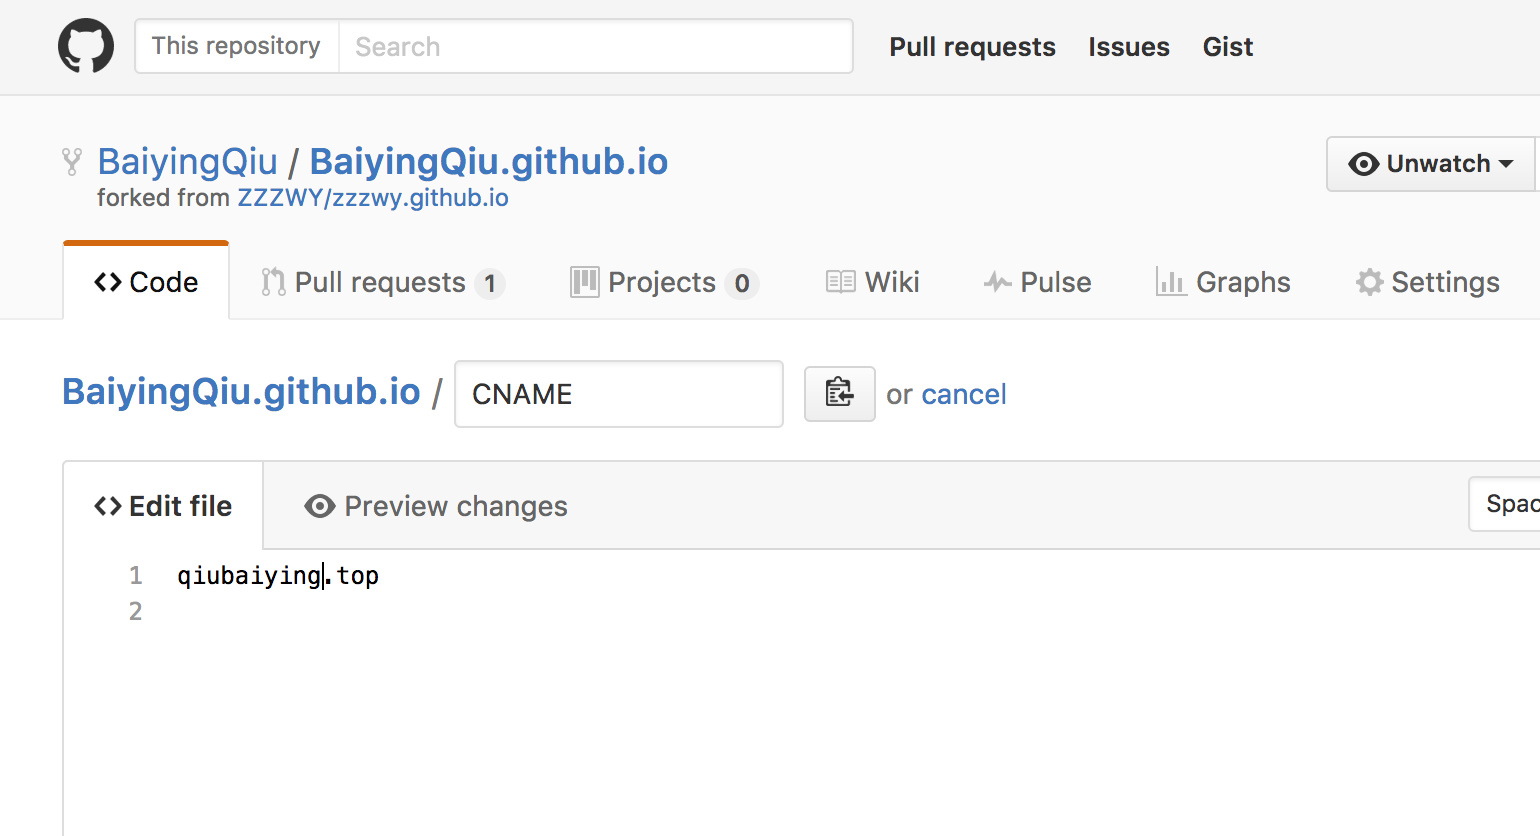 This repository Search Pull requests Issues Gist
BaiyingQiu / BaiyingQiu.github.io Unwatch
forked from ZZZWY/zzzwy.github.io
Code Pull requests 1 Projects 0 Wiki Pulse Graphs Settings
BaiyingQiu.github.io / CNAME or cancel
Edit file Preview changes
1 qiubaiying.top
2